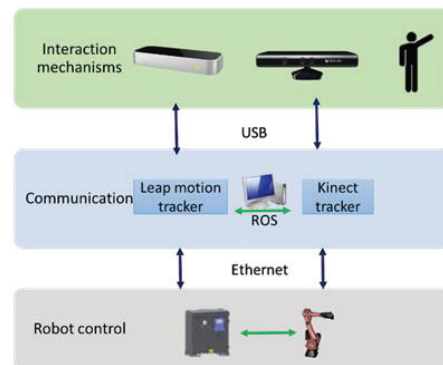 Interaction
mechanisms
USB
Communication
Leap motion
tracker
ROS
Kinect
tracker
Ethernet
Robot control